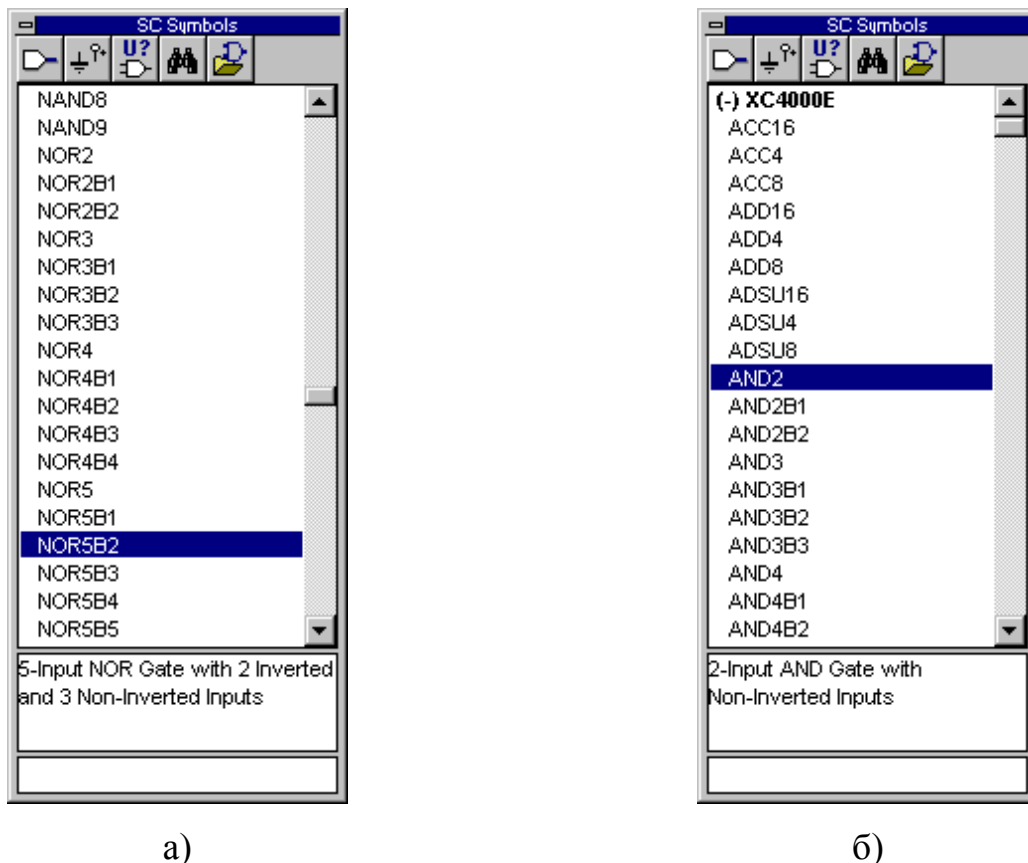 SC Symbols
U?
NAND8
NAND9
NOR2
NOR2B1
NOR2B2
NOR3
NOR3B1
NOR3B2
NOR3B3
NOR4
NOR4B1
NOR4B2
NOR4B3
NOR4B4
NOR5
NOR5B1
NOR5B2
NOR5B3
NOR5B4
NOR5B5
5-Input NOR Gate with 2 Inverted
and 3 Non-Inverted Inputs
а)
SC Symbols
U?
(-) XC4000E
ACC16
ACC4
ACC8
ADD16
ADD4
ADD8
ADSU16
ADSU4
ADSU8
AND2
AND2B1
AND2B2
AND3
AND3B1
AND3B2
AND3B3
AND4
AND4B1
AND4B2
2-Input AND Gate with
Non-Inverted Inputs
б)